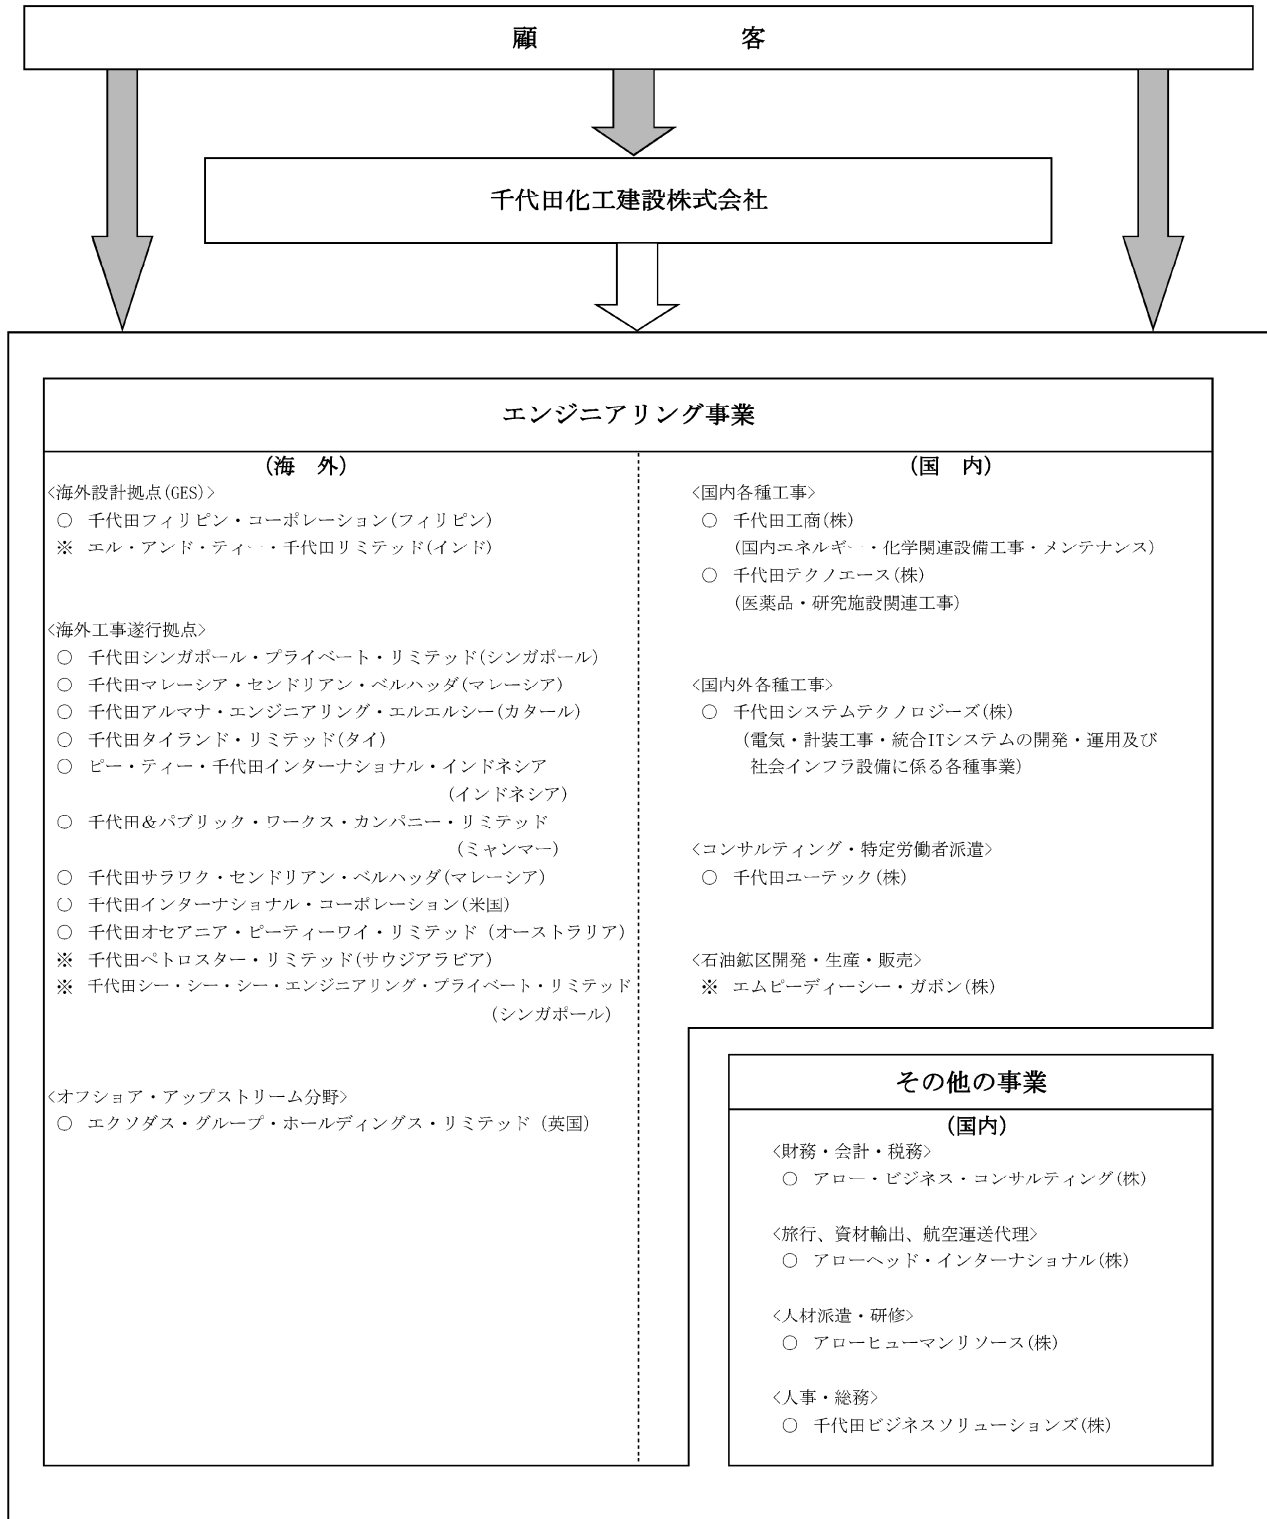 顧 客
千代田化工建設株式会社
エンジニアリング事業
(海 外)
<海外設計拠点(GES)>
○ 千代田フィリピン・コーポレーション(フィリピン)
※ エル・アンド・ティー・千代田リミテッド(インド)
<海外工事遂行拠点>
○ 千代田シンガポール・プライベート・リミテッド(シンガポール)
○ 千代田マレーシア・センドリアン・ベルハッダ(マレーシア)
○ 千代田アルマナ・エンジニアリング・エルエルシー(カタール)
○ 千代田タイランド・リミテッド(タイ)
○ ピー・ティー・千代田インターナショナル・インドネシア
(インドネシア)
○ 千代田&パブリック・ワークス・カンパニー・リミテッド
(ミャンマー)
○ 千代田サラワク・センドリアン・ベルハッダ(マレーシア)
○ 千代田インターナショナル・コーポレーション(米国)
○ 千代田オセアニア・ピーティーワイ・リミテッド (オーストラリア)
※ 千代田ペトロスター・リミテッド(サウジアラビア)
※ 千代田シー・シー・シー・エンジニアリング・プライベート・リミテッド
(シンガポール)
<オフショア・アップストリーム分野>
○ エクソダス・グループ・ホールディングス・リミテッド (英国)
(国 内)
<国内各種工事>
○ 千代田工商(株)
(国内エネルギー・化学関連設備工事・メンテナンス)
○ 千代田テクノエース(株)
(医薬品・研究施設関連工事)
<国内外各種工事>
○ 千代田システムテクノロジーズ(株)
(電気・計装工事・統合ITシステムの開発・運用及び
社会インフラ設備に係る各種事業)
<コンサルティング・特定労働者派遣>
○ 千代田ユーテック(株)
<石油鉱区開発・生産・販売>
※ エムピーディーシー・ガボン(株)
その他の事業
(国内)
<財務・会計・税務>
○ アロー・ビジネス・コンサルティング(株)
<旅行、資材輸出、航空運送代理>
○ アローヘッド・インターナショナル(株)
<人材派遣・研修>
○ アローヒューマンリソース(株)
<人事・総務>
○ 千代田ビジネスソリューションズ(株)